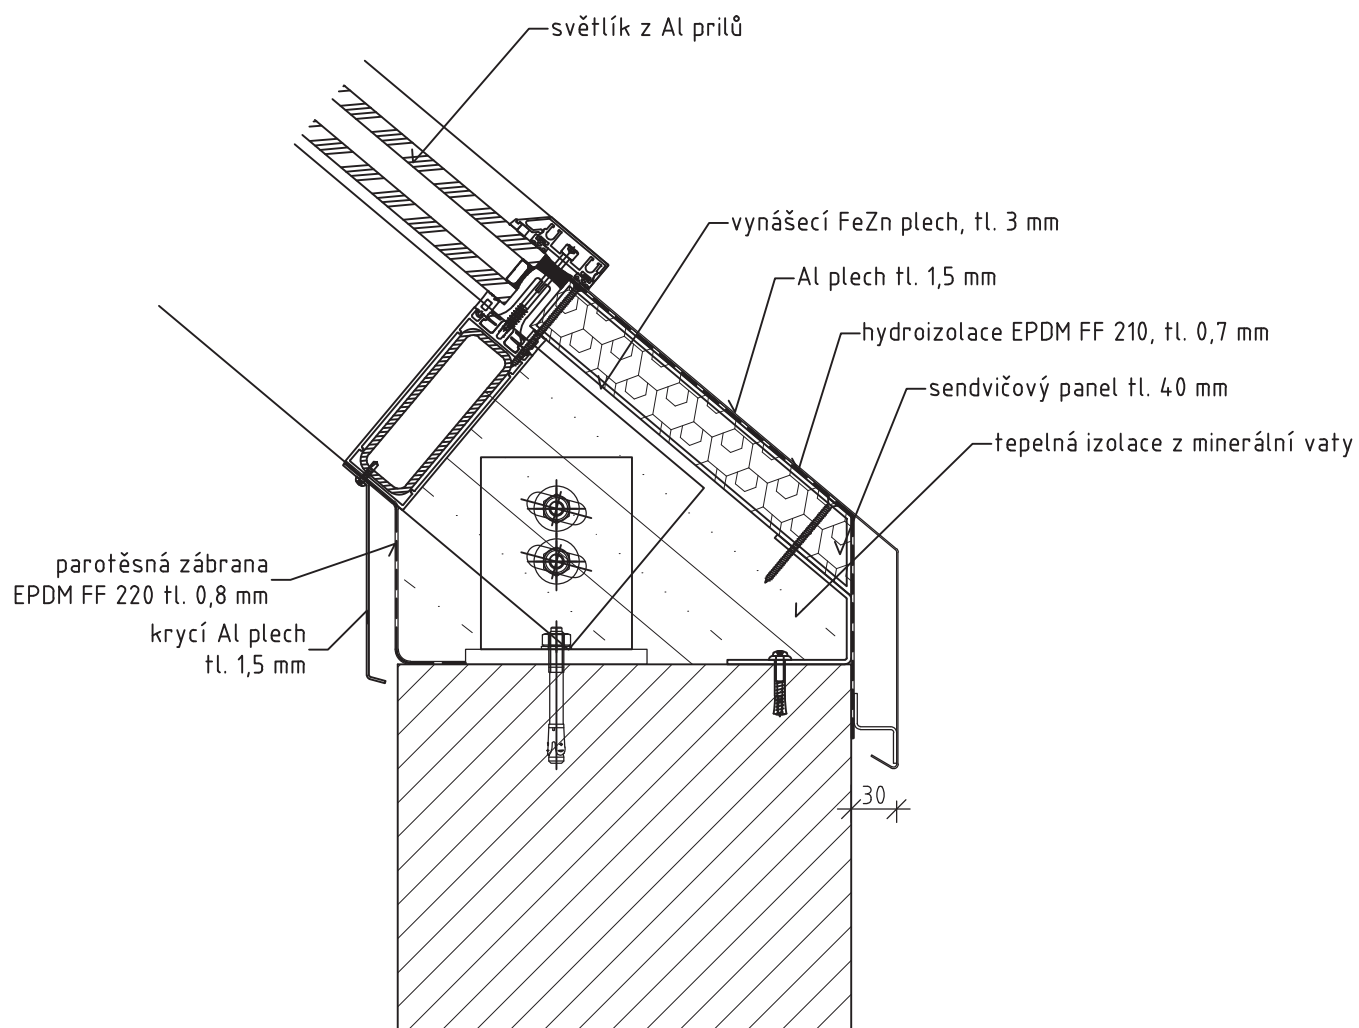 světlík z Al prilů
vynášecí FeZn plech, tl. 3 mm
Al plech tl. 1,5 mm
hydroizolace EPDM FF 210, tl. 0,7 mm
sendvičový panel tl. 40 mm
tepelná izolace z minerální vaty
parotěsná zábrana
EPDM FF 220 tl. 0,8 mm
krycí Al plech
tl. 1,5 mm
30